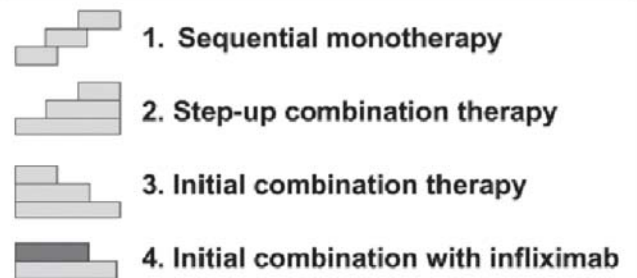 1. Sequential monotherapy
2. Step-up combination therapy
3. Initial combination therapy
4. Initial combination with infliximab